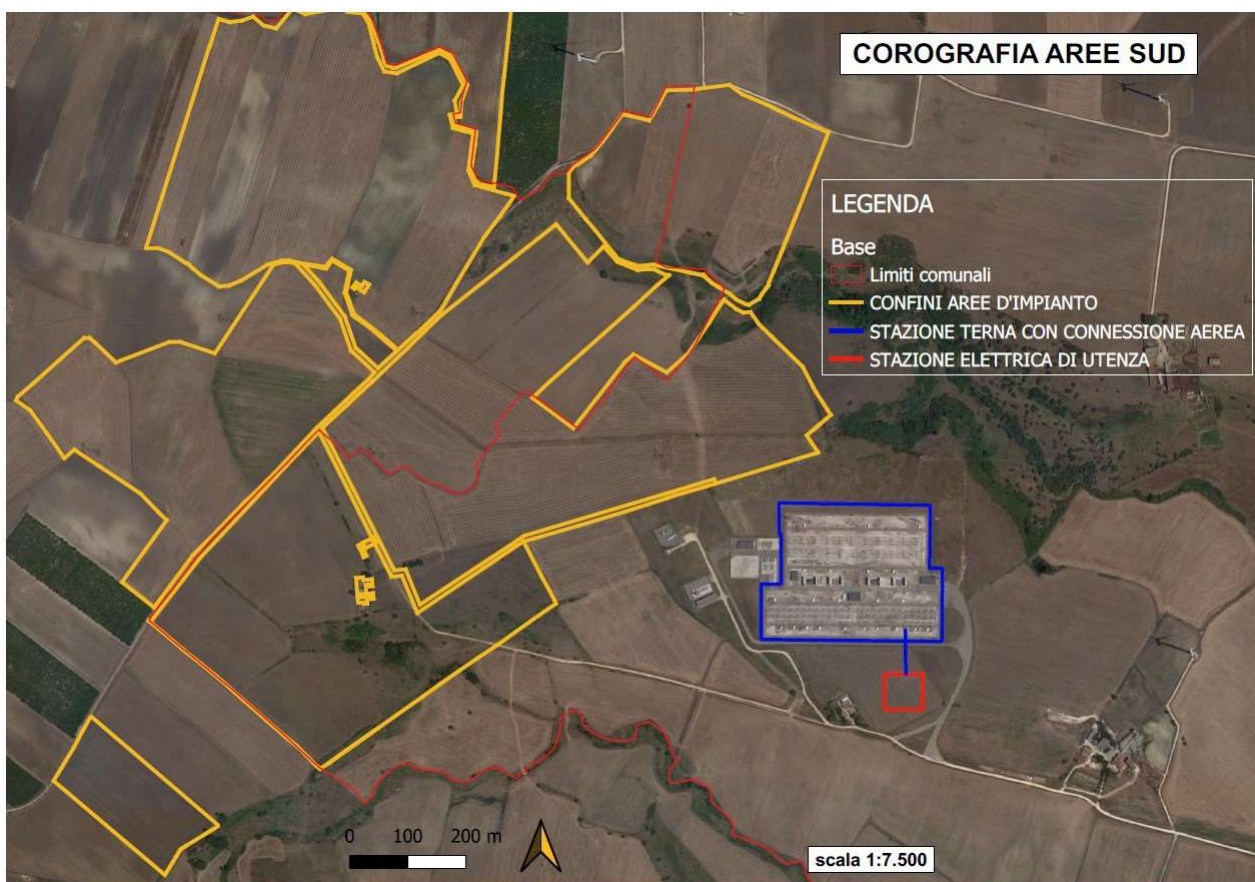 COROGRAFIA AREE SUD
LEGENDA
Base
Limiti comunali
CONFINI AREE D'IMPIANTO
STAZIONE TERNA CON CONNESSIONE AEREA
STAZIONE ELETTRICA DI UTENZA
0 100 200 m
scala 1:7.500